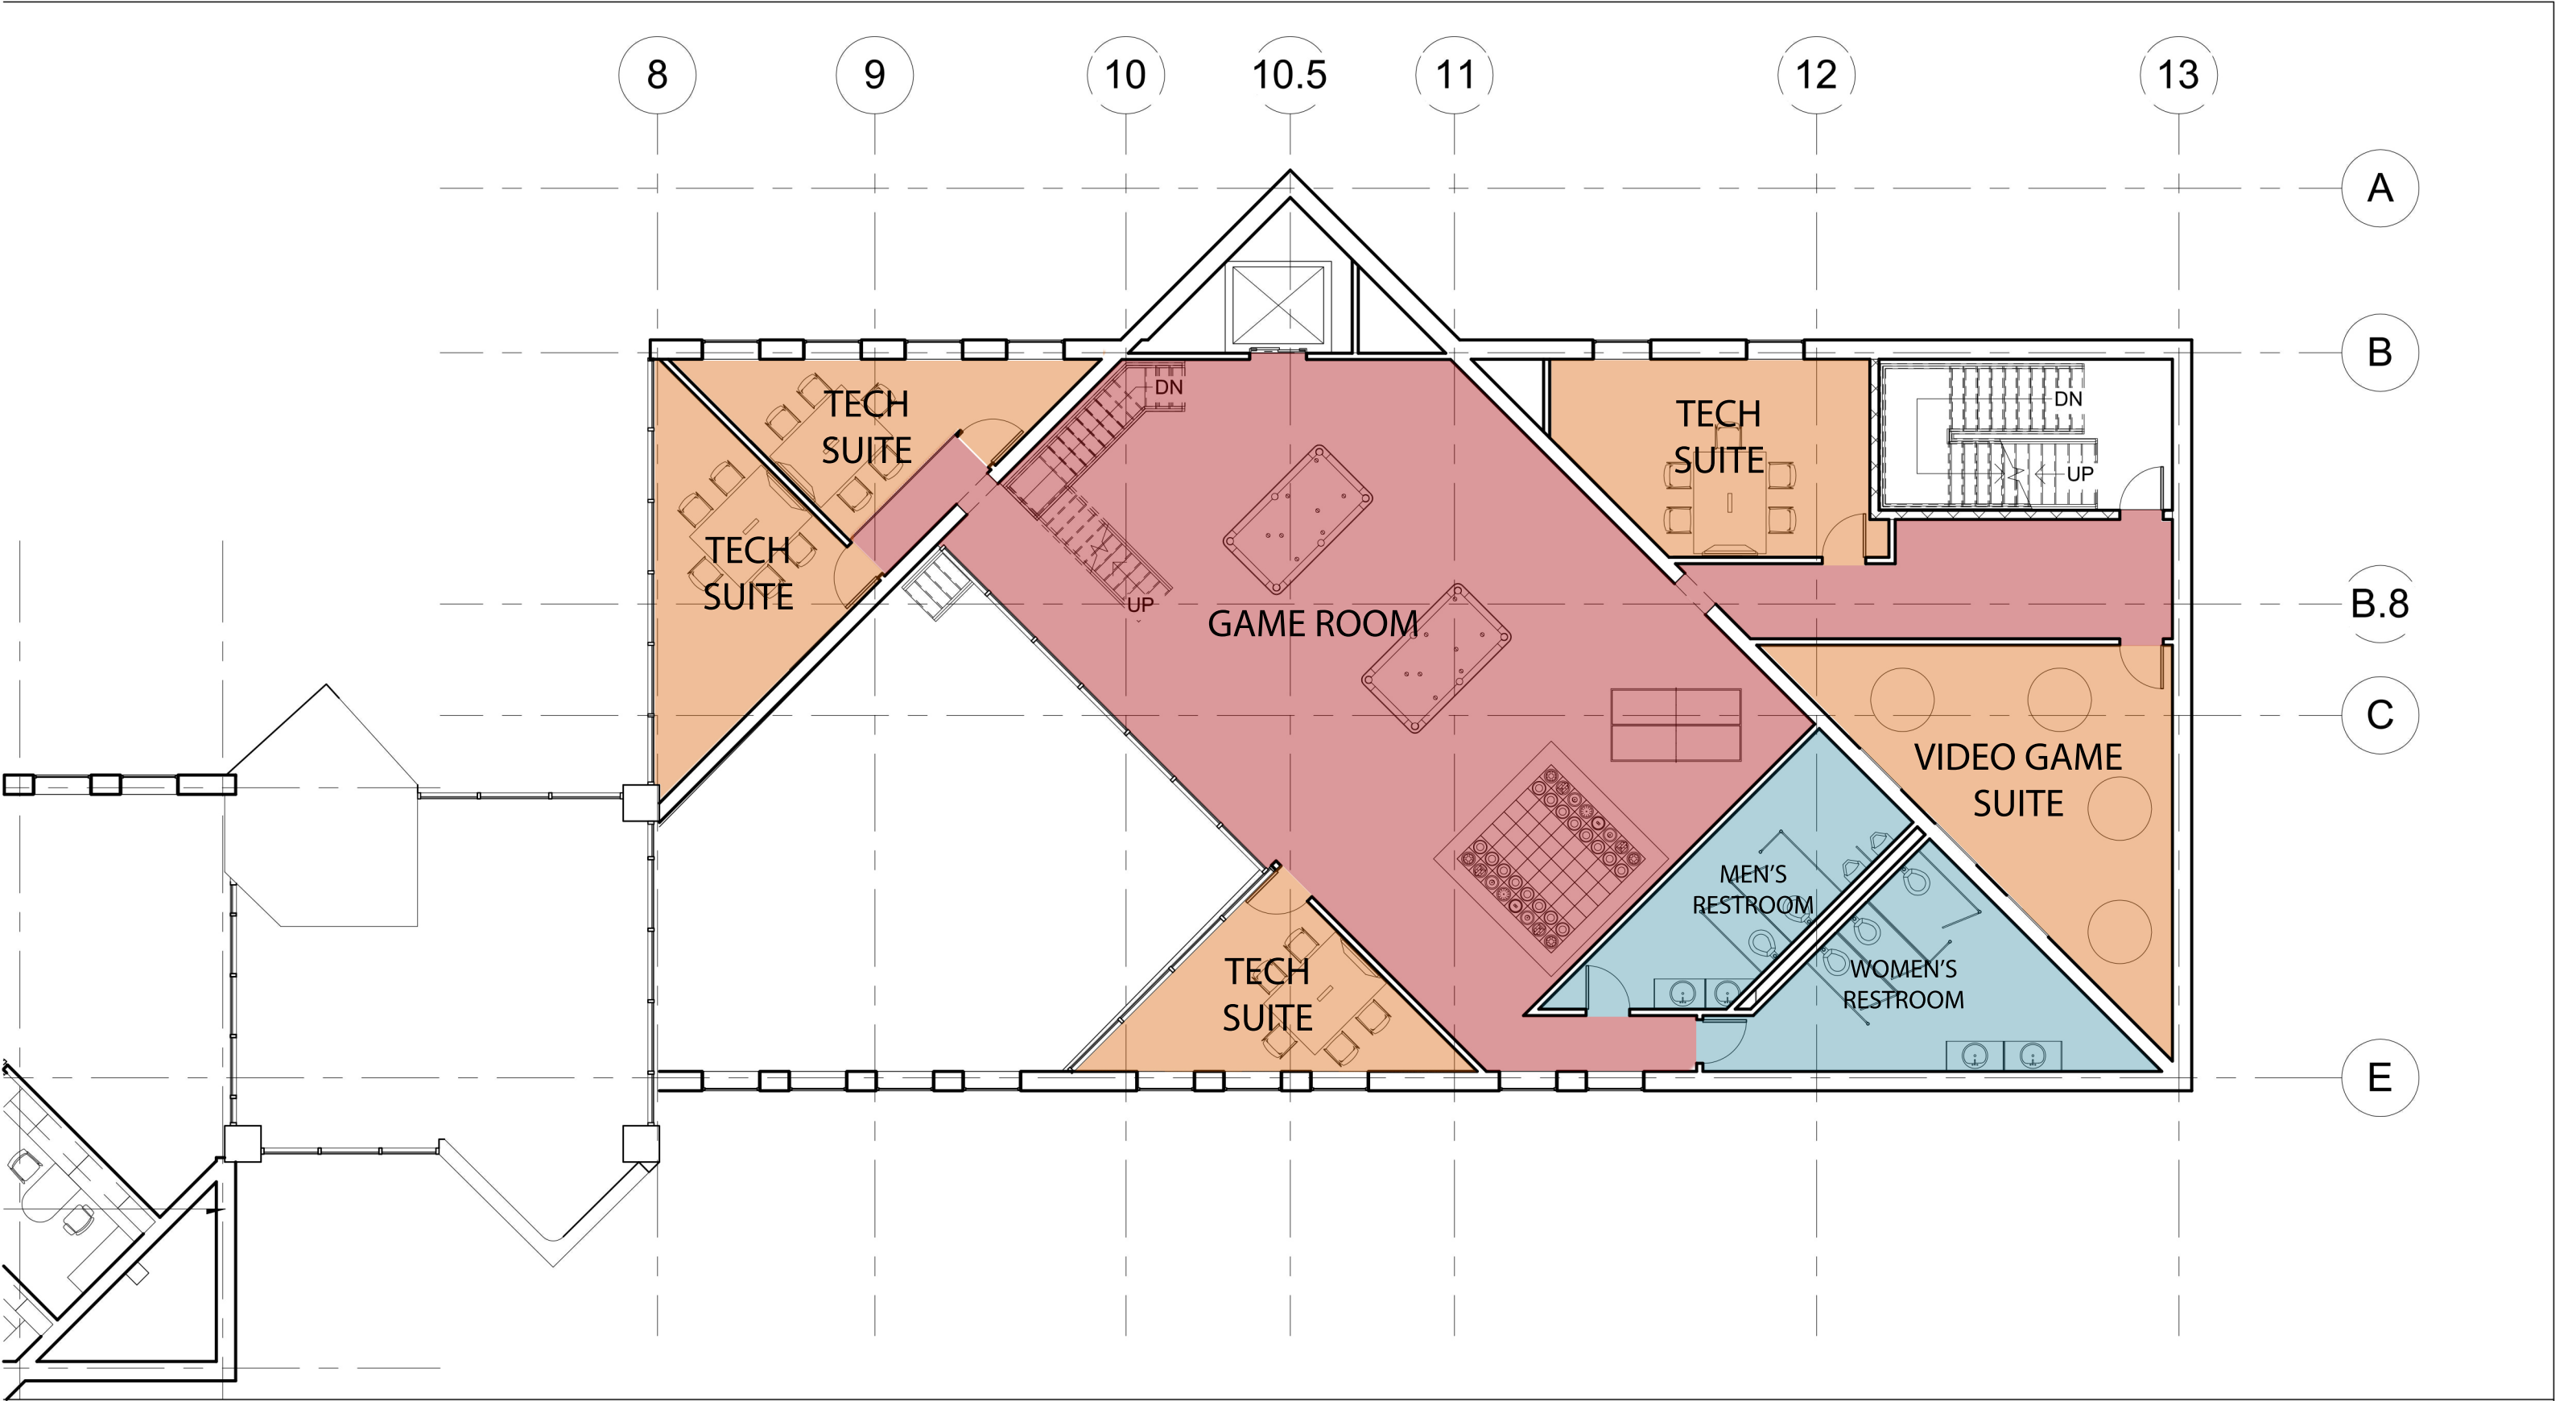 8
9
10
10.5
11
12
13
A
B
DN
TECH
SUITE
TECH
SUITE
DN
UP
TECH
SUITE
UP
GAME ROOM
B.8
C
VIDEO GAME
SUITE
MEN'S
RESTROOM
TECH
SUITE
WOMEN'S
RESTROOM
E